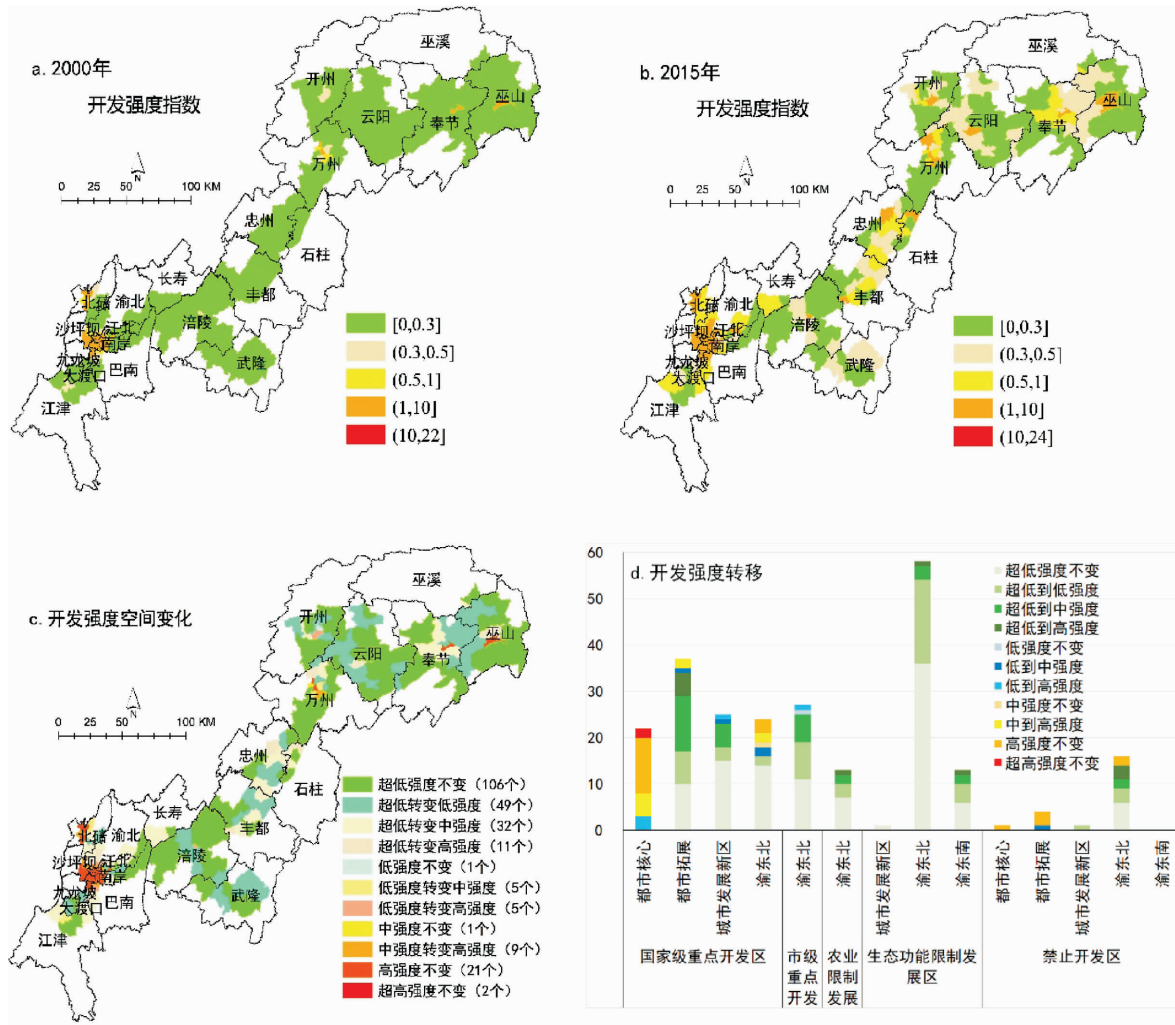 a. 2000年
开发强度指数
巫溪
开州
云阳
奉节
巫山
万州
忠州
石柱
长寿
丰都
涪陵
武隆
北碚
渝北
沙坪坝
江北
南岸
九龙坡
大渡口
巴南
江津
N
0 25 50 100 KM
[0,0.3]
(0.3,0.5]
(0.5,1]
(1,10]
(10,22]
b. 2015年
开发强度指数
巫溪
开州
云阳
奉节
巫山
万州
忠州
石柱
长寿
丰都
涪陵
武隆
北碚
渝北
沙坪坝
江北
南岸
九龙坡
大渡口
巴南
江津
N
0 25 50 100 KM
[0,0.3]
(0.3,0.5]
(0.5,1]
(1,10]
(10,24]
c. 开发强度空间变化
巫溪
开州
云阳
奉节
巫山
万州
忠州
石柱
长寿
丰都
涪陵
武隆
北碚
渝北
沙坪坝
江北
南岸
九龙坡
大渡口
巴南
江津
N
0 25 50 100 KM
超低强度不变（106个）
超低转变低强度（49个）
超低转变中强度（32个）
超低转变高强度（11个）
低强度不变（1个）
低强度转变中强度（5个）
低强度转变高强度（5个）
中强度不变（1个）
中强度转变高强度（9个）
高强度不变（21个）
超高强度不变（2个）
d. 开发强度转移
60
50
40
30
20
10
0
超低强度不变
超低到低强度
超低到中强度
超低到高强度
低强度不变
低到中强度
低到高强度
中强度不变
中到高强度
高强度不变
超高强度不变
都市核心
都市拓展
城市发展新区
渝东北
渝东北
渝东北
城市发展新区
渝东北
渝东南
都市核心
都市拓展
城市发展新区
渝东北
渝东南
国家级重点开发区
市级
重点
开发
农业
限制
发展
生态功能限制发
展区
禁止开发区